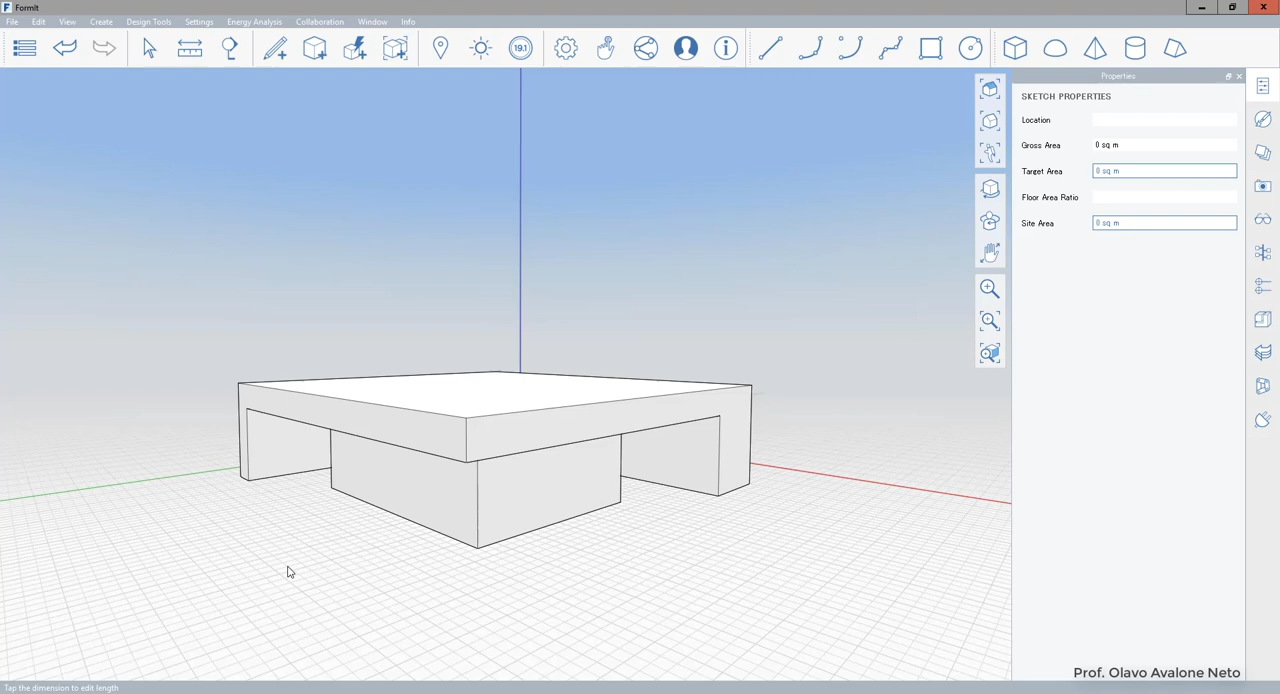 F FormIt
File Edit View Create Design Tools Settings Energy Analysis Collaboration Window Info
19.1
Properties
SKETCH PROPERTIES
Location
Gross Area 0 sq m
Target Area 0 sq m
Floor Area Ratio
Site Area 0 sq m
Prof. Olavo Avalone Neto
Tap the dimension to edit length